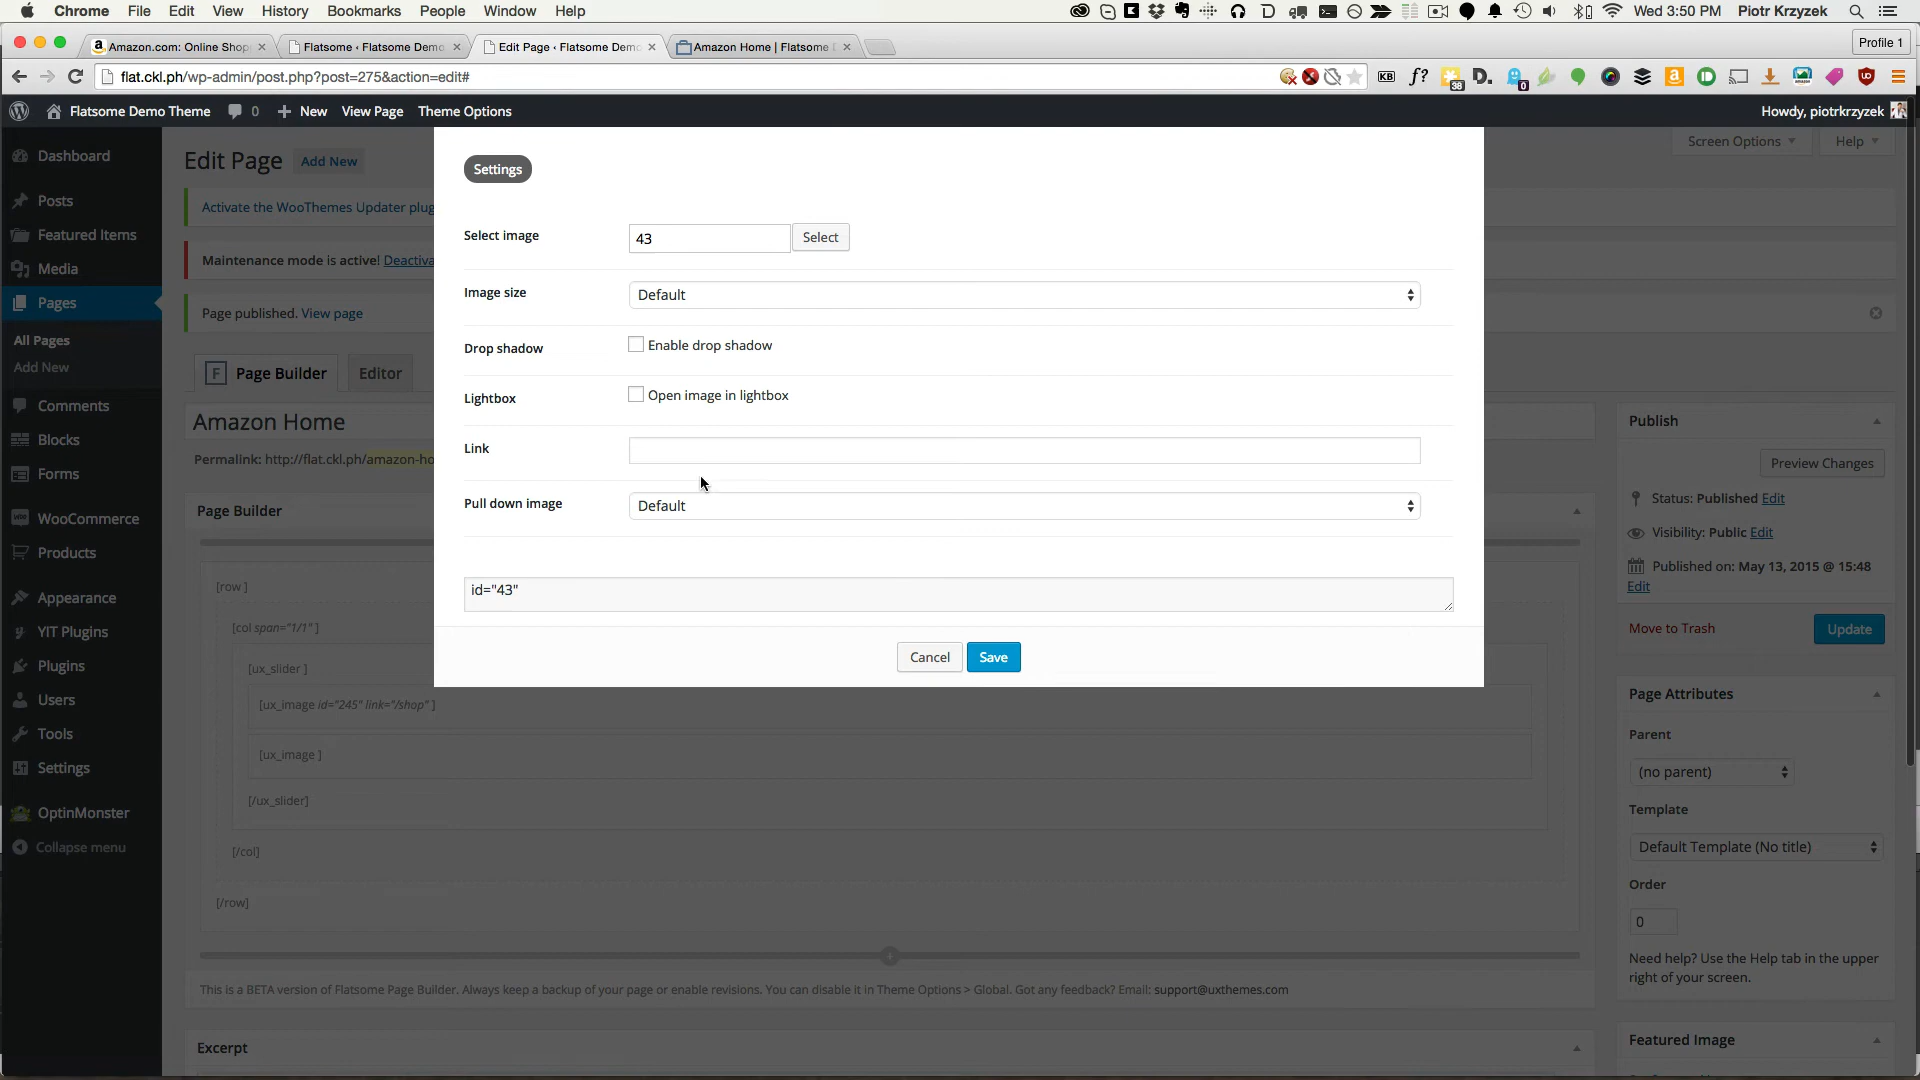 Chrome File Edit View History Bookmarks People Window Help Wed 3:50 PM Piotr Krzyzek
Amazon.com: Online Shop Flatsome ‹ Flatsome Demo Edit Page ‹ Flatsome Demo Amazon Home | Flatsome Profile 1
flat.ckl.ph/wp-admin/post.php?post=275&action=edit#
Flatsome Demo Theme 0 New View Page Theme Options Howdy, piotrkrzyzek
Screen Options Help
Dashboard
Posts
Featured Items
Media
Pages
All Pages
Add New
Comments
Blocks
Forms
WooCommerce
Products
Appearance
YIT Plugins
Plugins
Users
Tools
Settings
OptinMonster
Collapse menu
Edit Page Add New
Activate the WooThemes Updater plug
Maintenance mode is active! Deactiva
Page published. View page
F Page Builder Editor
Amazon Home
Permalink: http://flat.ckl.ph/amazon-ho
Page Builder
[row ]
[col span="1/1" ]
[ux_slider ]
[ux_image id="245" link="/shop" ]
[ux_image ]
[/ux_slider]
[/col]
[/row]
This is a BETA version of Flatsome Page Builder. Always keep a backup of your page or enable revisions. You can disable it in Theme Options > Global. Got any feedback? Email: support@uxthemes.com
Excerpt
Settings
Select image 43 Select
Image size Default
Drop shadow Enable drop shadow
Lightbox Open image in lightbox
Link
Pull down image Default
id="43"
Cancel Save
Publish
Preview Changes
Status: Published Edit
Visibility: Public Edit
Published on: May 13, 2015 @ 15:48
Edit
Move to Trash Update
Page Attributes
Parent
(no parent)
Template
Default Template (No title)
Order
0
Need help? Use the Help tab in the upper
right of your screen.
Featured Image